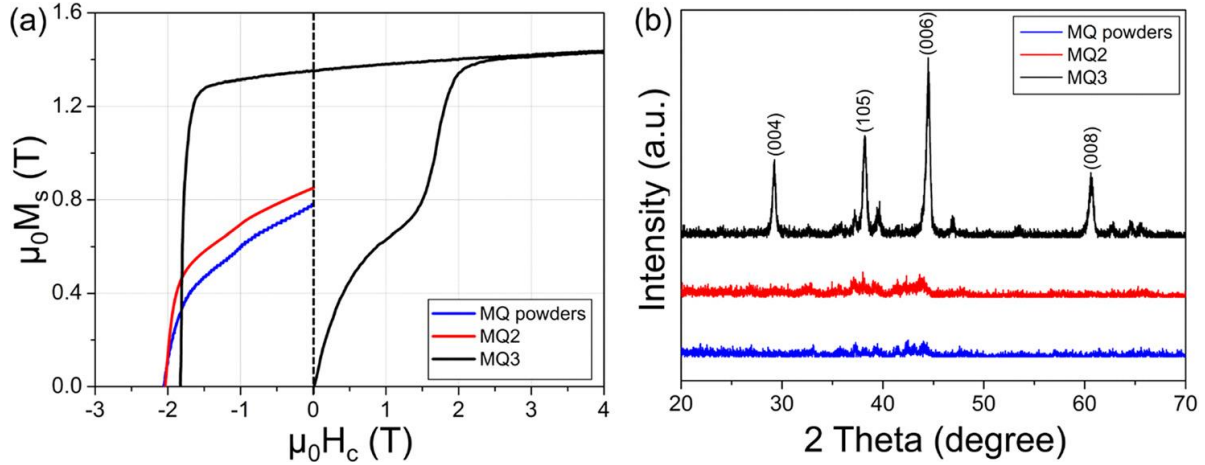 (a)
1.6
1.2
0.8
0.4
0.0
μ₀Mₛ (T)
MQ powders
MQ2
MQ3
-3 -2 -1 0 1 2 3 4
μ₀H꜀ (T)
(b)
(004)
(105)
(006)
(008)
MQ powders
MQ2
MQ3
Intensity (a.u.)
20 30 40 50 60 70
2 Theta (degree)